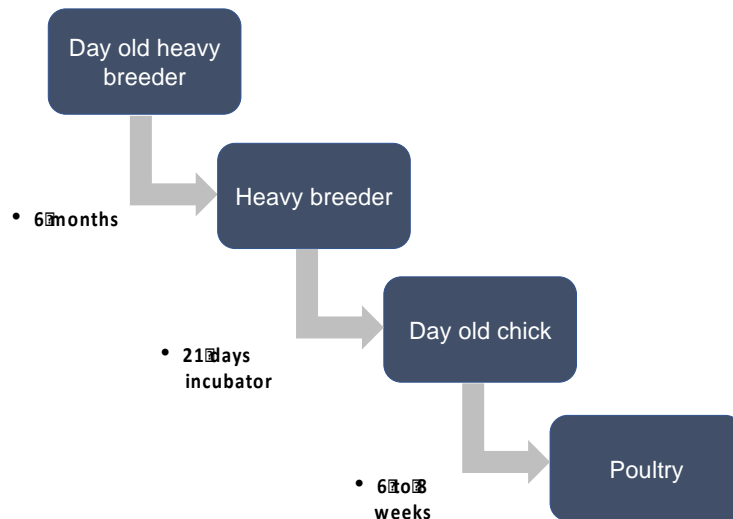 Day old heavy
breeder
Heavy breeder
• 6 months
Day old chick
• 21 days
incubator
Poultry
• 6 to 8
weeks